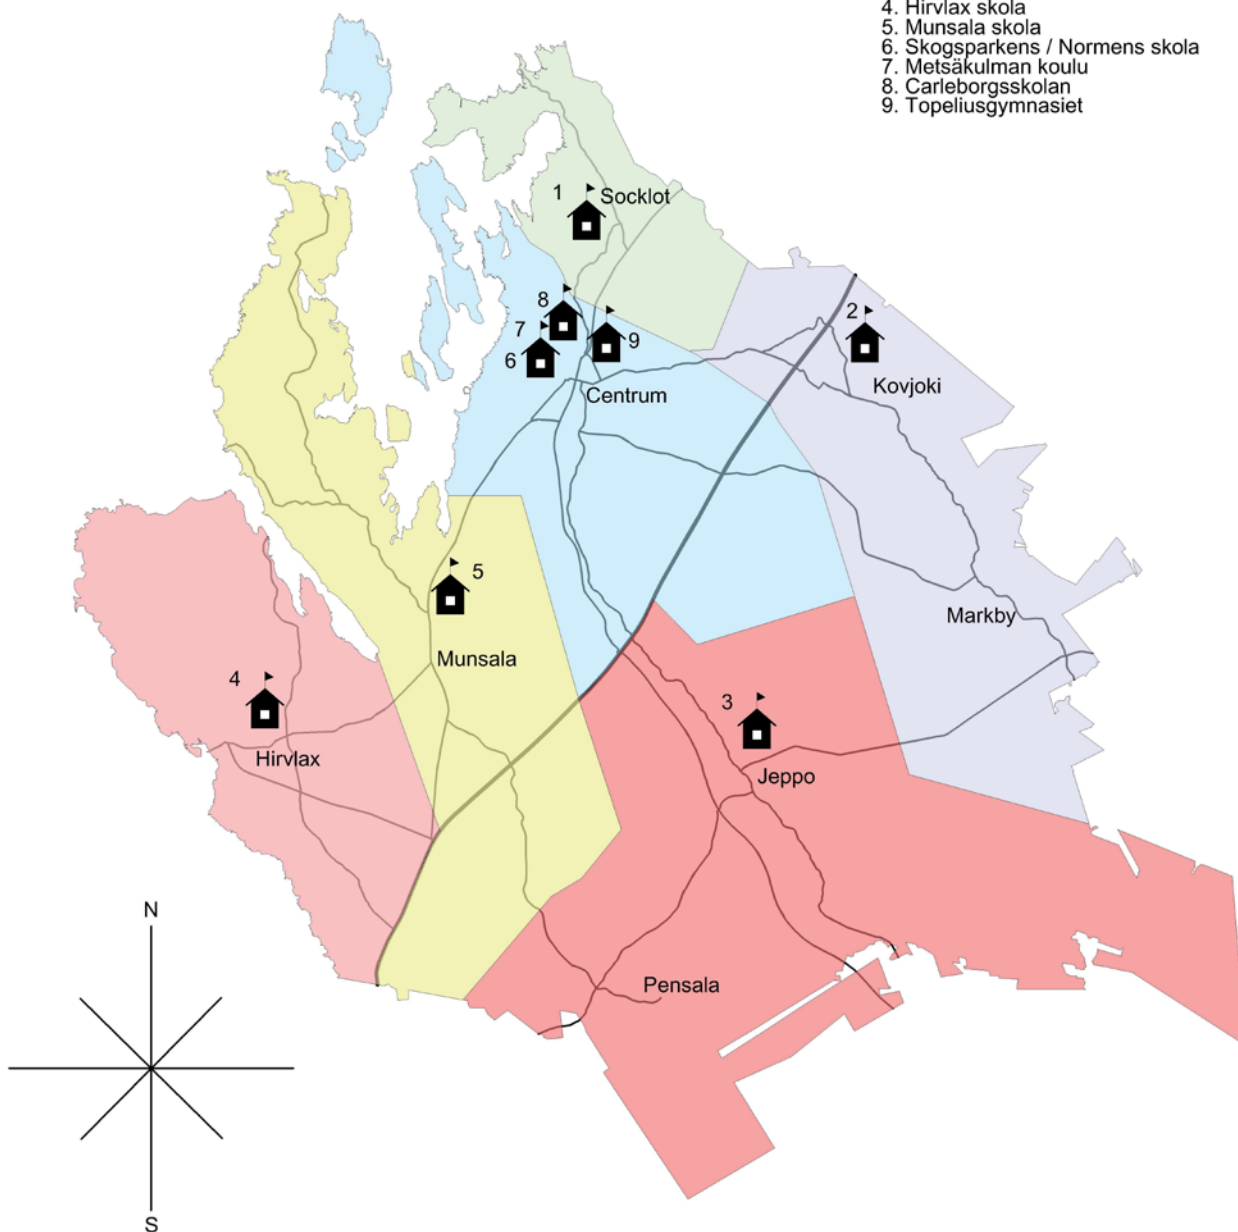 4. Hirvlax skola
5. Munsala skola
6. Skogsparkens / Normens skola
7. Metsäkulman koulu
8. Carleborgsskolan
9. Topeliusgymnasiet
1
Socklot
8
7
9
6
Centrum
2
Kovjoki
5
Munsala
Markby
4
Hirvlax
3
Jeppo
Pensala
N
S